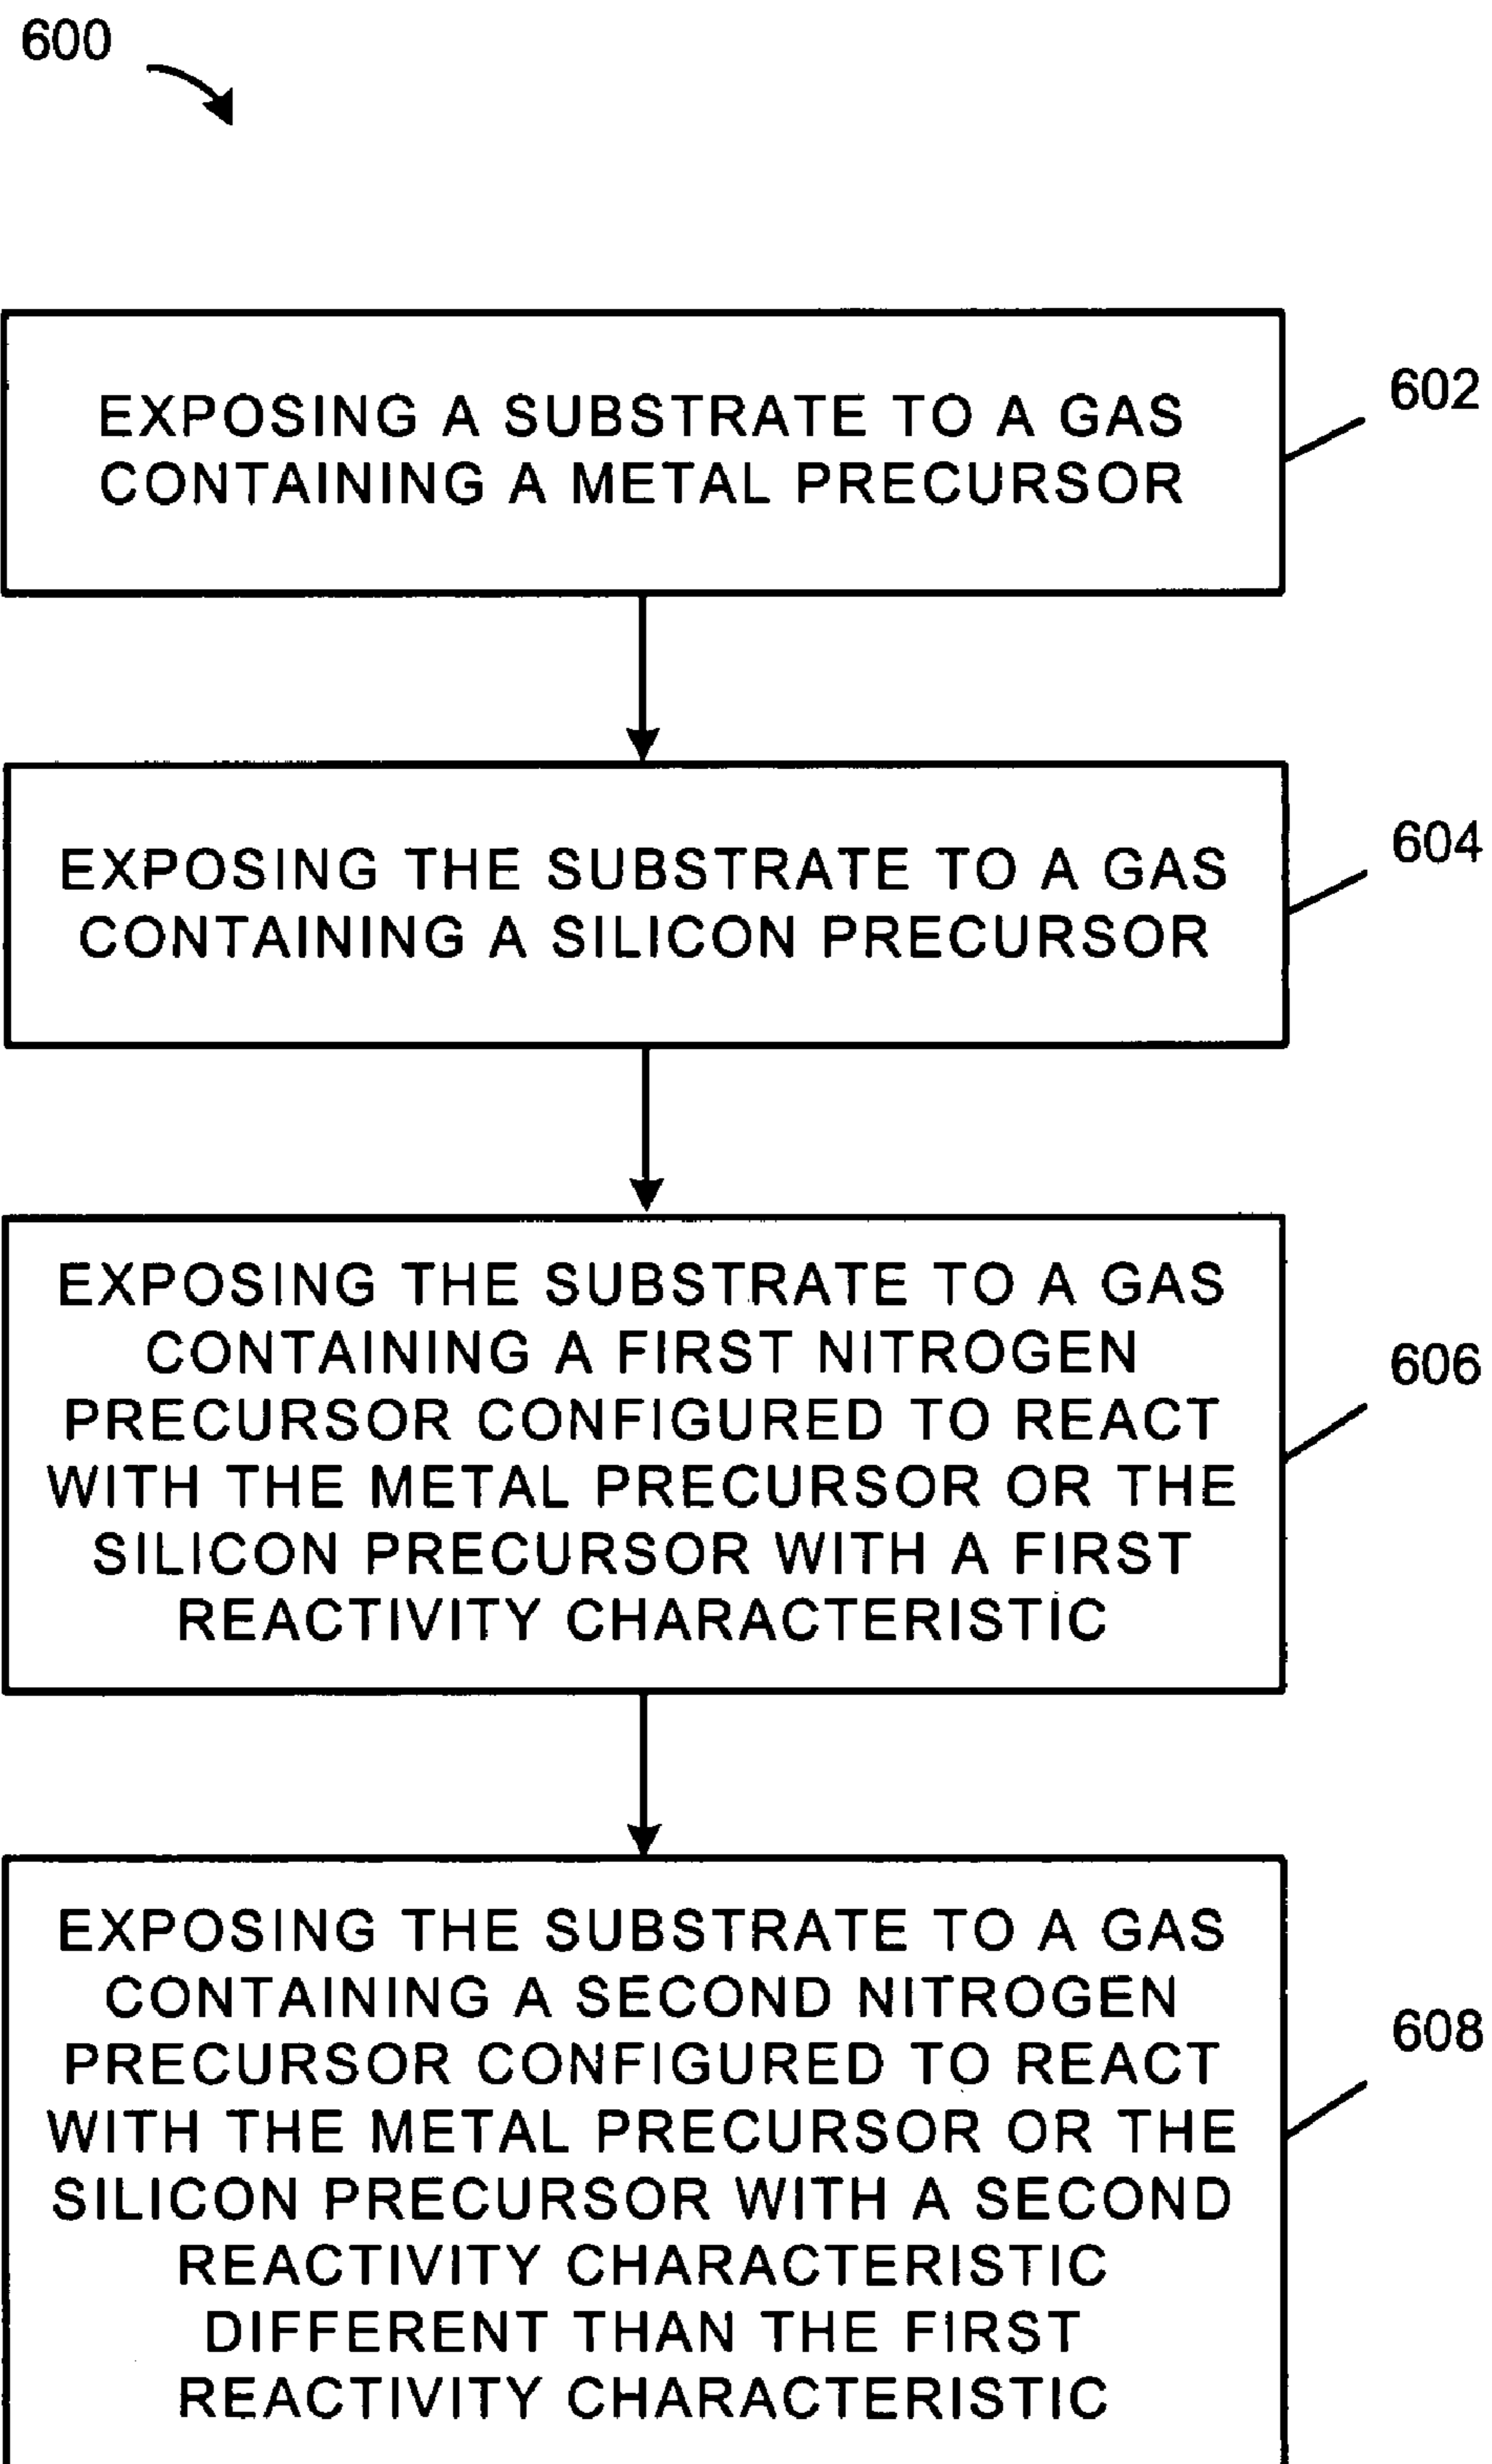 600
EXPOSING A SUBSTRATE TO A GAS
CONTAINING A METAL PRECURSOR
602
EXPOSING THE SUBSTRATE TO A GAS
CONTAINING A SILICON PRECURSOR
604
EXPOSING THE SUBSTRATE TO A GAS
CONTAINING A FIRST NITROGEN
PRECURSOR CONFIGURED TO REACT
WITH THE METAL PRECURSOR OR THE
SILICON PRECURSOR WITH A FIRST
REACTIVITY CHARACTERISTIC
606
EXPOSING THE SUBSTRATE TO A GAS
CONTAINING A SECOND NITROGEN
PRECURSOR CONFIGURED TO REACT
WITH THE METAL PRECURSOR OR THE
SILICON PRECURSOR WITH A SECOND
REACTIVITY CHARACTERISTIC
DIFFERENT THAN THE FIRST
REACTIVITY CHARACTERISTIC
608